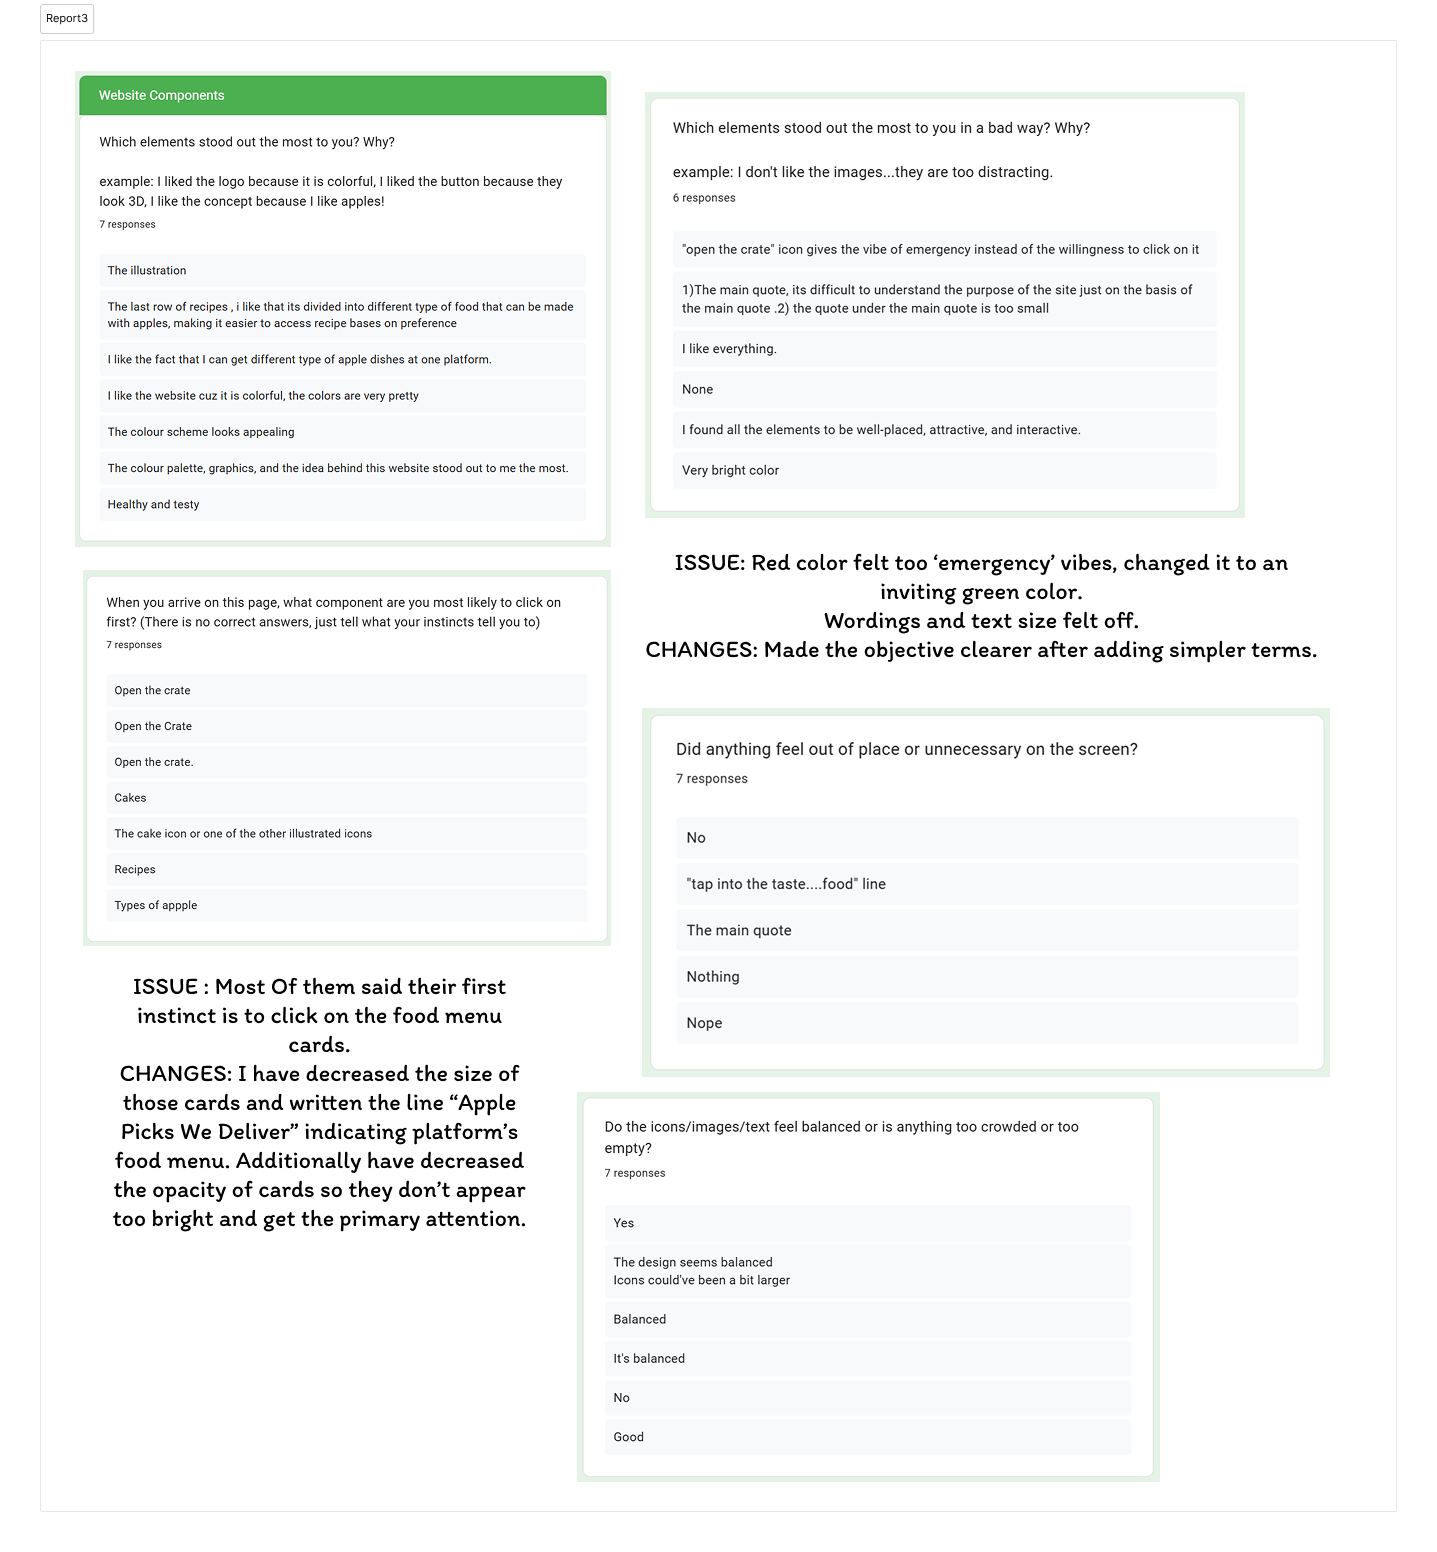 Report3
Website Components
Which elements stood out the most to you? Why?
example: I liked the logo because it is colorful, I liked the button because they
look 3D, I like the concept because I like apples!
7 responses
The illustration
The last row of recipes , i like that its divided into different type of food that can be made
with apples, making it easier to access recipe bases on preference
I like the fact that I can get different type of apple dishes at one platform.
I like the website cuz it is colorful, the colors are very pretty
The colour scheme looks appealing
The colour palette, graphics, and the idea behind this website stood out to me the most.
Healthy and testy
Which elements stood out the most to you in a bad way? Why?
example: I don't like the images...they are too distracting.
6 responses
"open the crate" icon gives the vibe of emergency instead of the willingness to click on it
1)The main quote, its difficult to understand the purpose of the site just on the basis of
the main quote .2) the quote under the main quote is too small
I like everything.
None
I found all the elements to be well-placed, attractive, and interactive.
Very bright color
ISSUE: Red color felt too ‘emergency’ vibes, changed it to an
inviting green color.
Wordings and text size felt off.
CHANGES: Made the objective clearer after adding simpler terms.
When you arrive on this page, what component are you most likely to click on
first? (There is no correct answers, just tell what your instincts tell you to)
7 responses
Open the crate
Open the Crate
Open the crate.
Cakes
The cake icon or one of the other illustrated icons
Recipes
Types of appple
ISSUE : Most Of them said their first
instinct is to click on the food menu
cards.
CHANGES: I have decreased the size of
those cards and written the line “Apple
Picks We Deliver” indicating platform’s
food menu. Additionally have decreased
the opacity of cards so they don’t appear
too bright and get the primary attention.
Did anything feel out of place or unnecessary on the screen?
7 responses
No
"tap into the taste....food" line
The main quote
Nothing
Nope
Do the icons/images/text feel balanced or is anything too crowded or too
empty?
7 responses
Yes
The design seems balanced
Icons could've been a bit larger
Balanced
It's balanced
No
Good